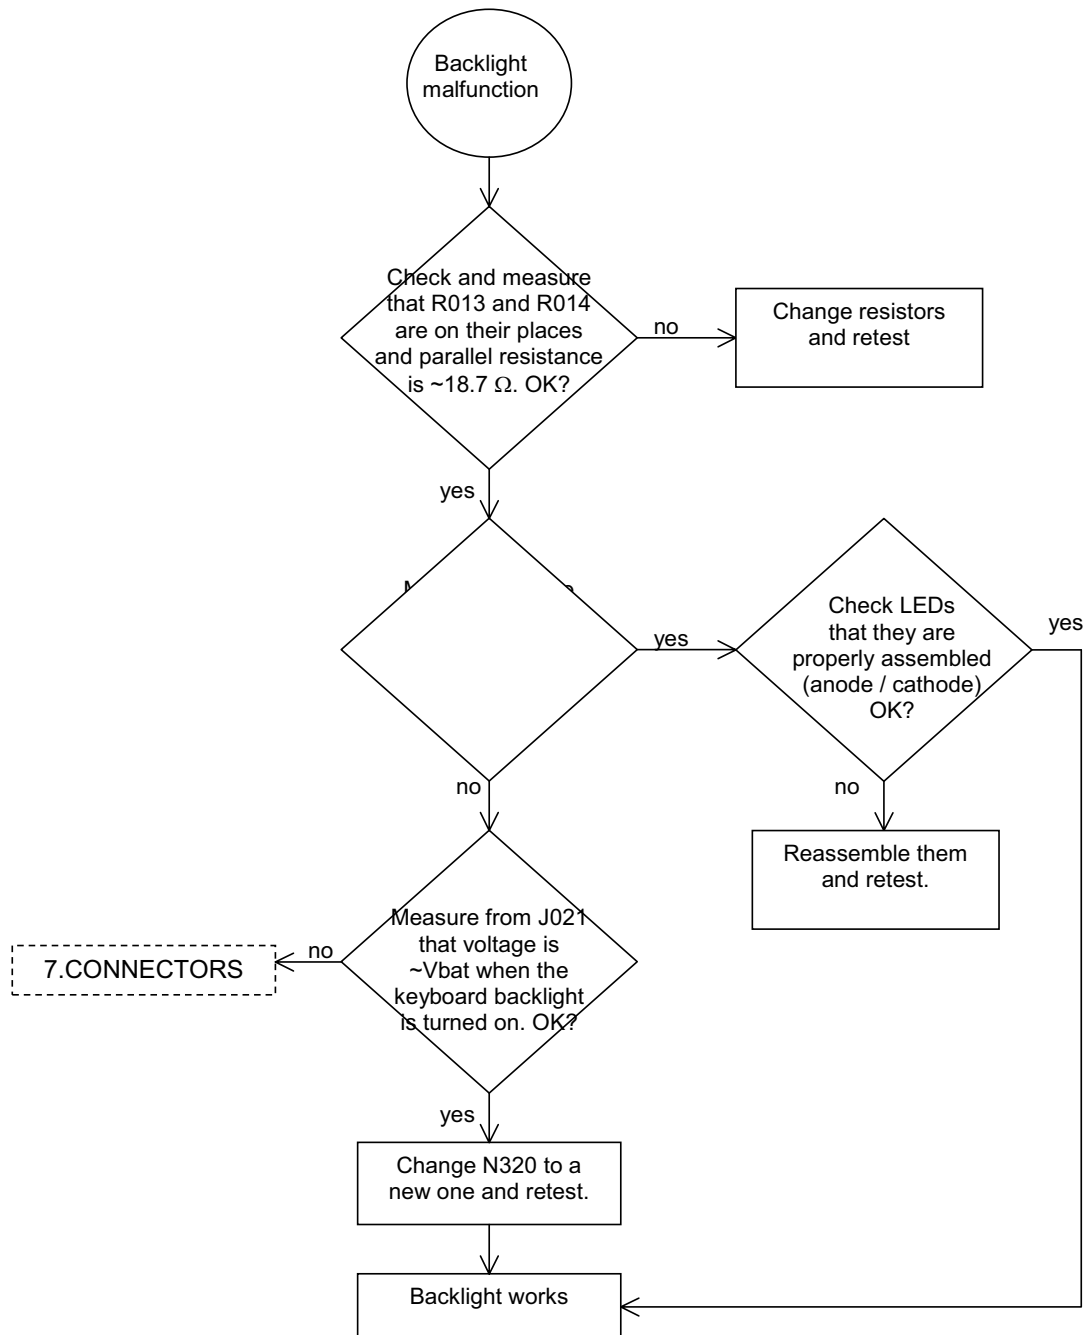 Backlight
malfunction
Check and measure
that R013 and R014
are on their places
and parallel resistance
is ~18.7 Ω. OK?
no
Change resistors
and retest
yes
yes
Check LEDs
that they are
properly assembled
(anode / cathode)
OK?
yes
no
no
Reassemble them
and retest.
Measure from J021
that voltage is
~Vbat when the
keyboard backlight
is turned on. OK?
no
7.CONNECTORS
yes
Change N320 to a
new one and retest.
Backlight works